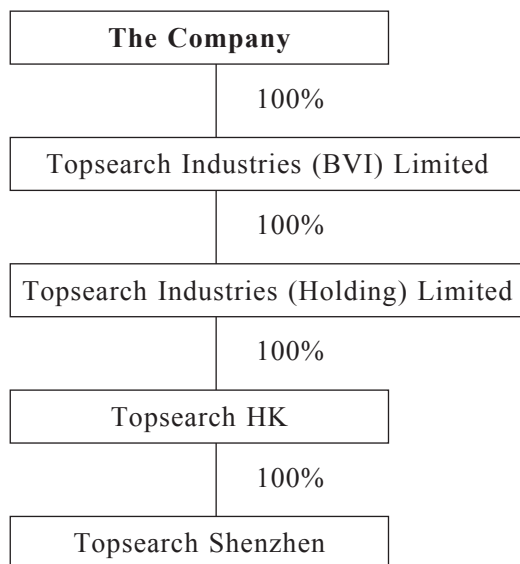 The Company
100%
Topsearch Industries (BVI) Limited
100%
Topsearch Industries (Holding) Limited
100%
Topsearch HK
100%
Topsearch Shenzhen